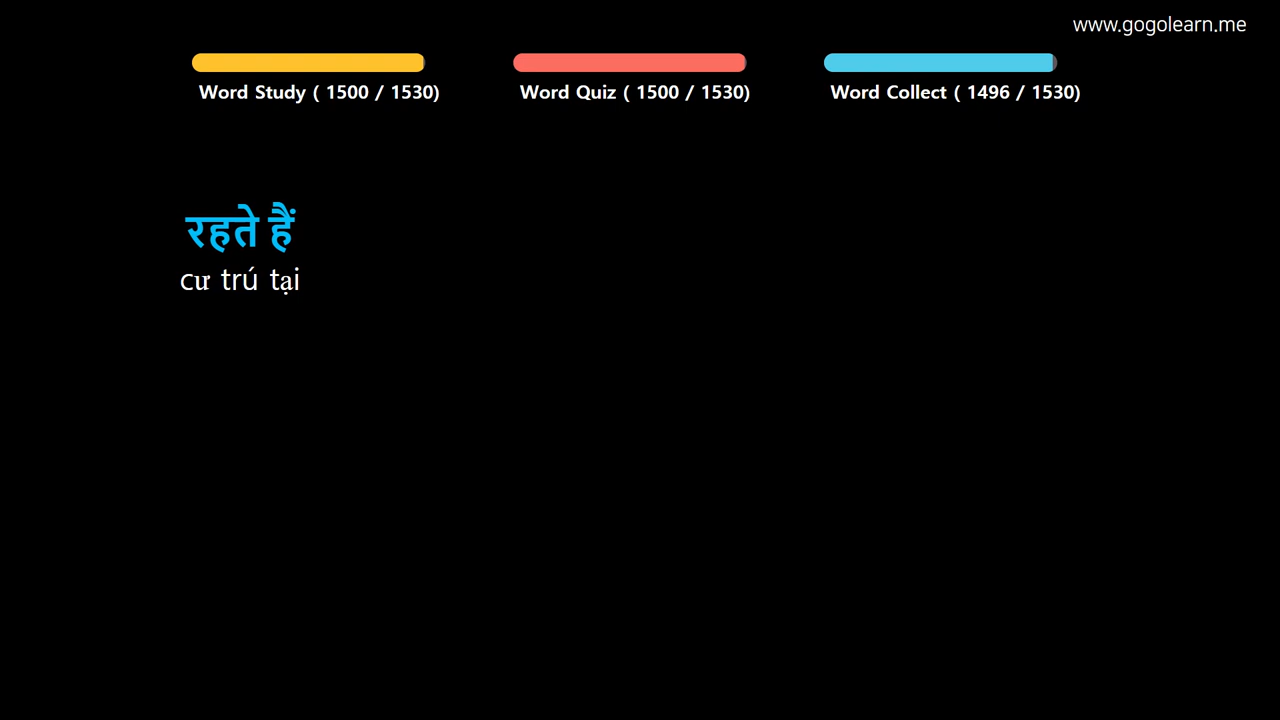 www.gogolearn.me
Word Study ( 1500 / 1530)
Word Quiz ( 1500 / 1530)
Word Collect ( 1496 / 1530)
रहते हैं
cư trú tại